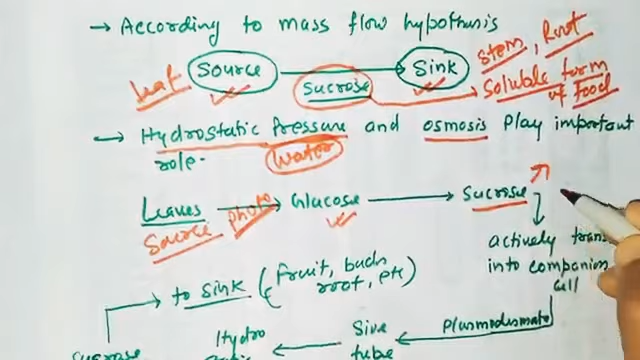 → According to mass flow hypothesis
stem, Root
Leaf Source → Sink
Sucrose → Soluble form
of food
→ Hydrostatic Pressure and osmosis Play important
role. Water
Leaves → Glucose → Sucrose
Source photo
actively tran
into companion
cell
→ to Sink (Fruit, buds,
root, etc)
Plasmodesmata
Hydro ← Sive
tube
sucrose